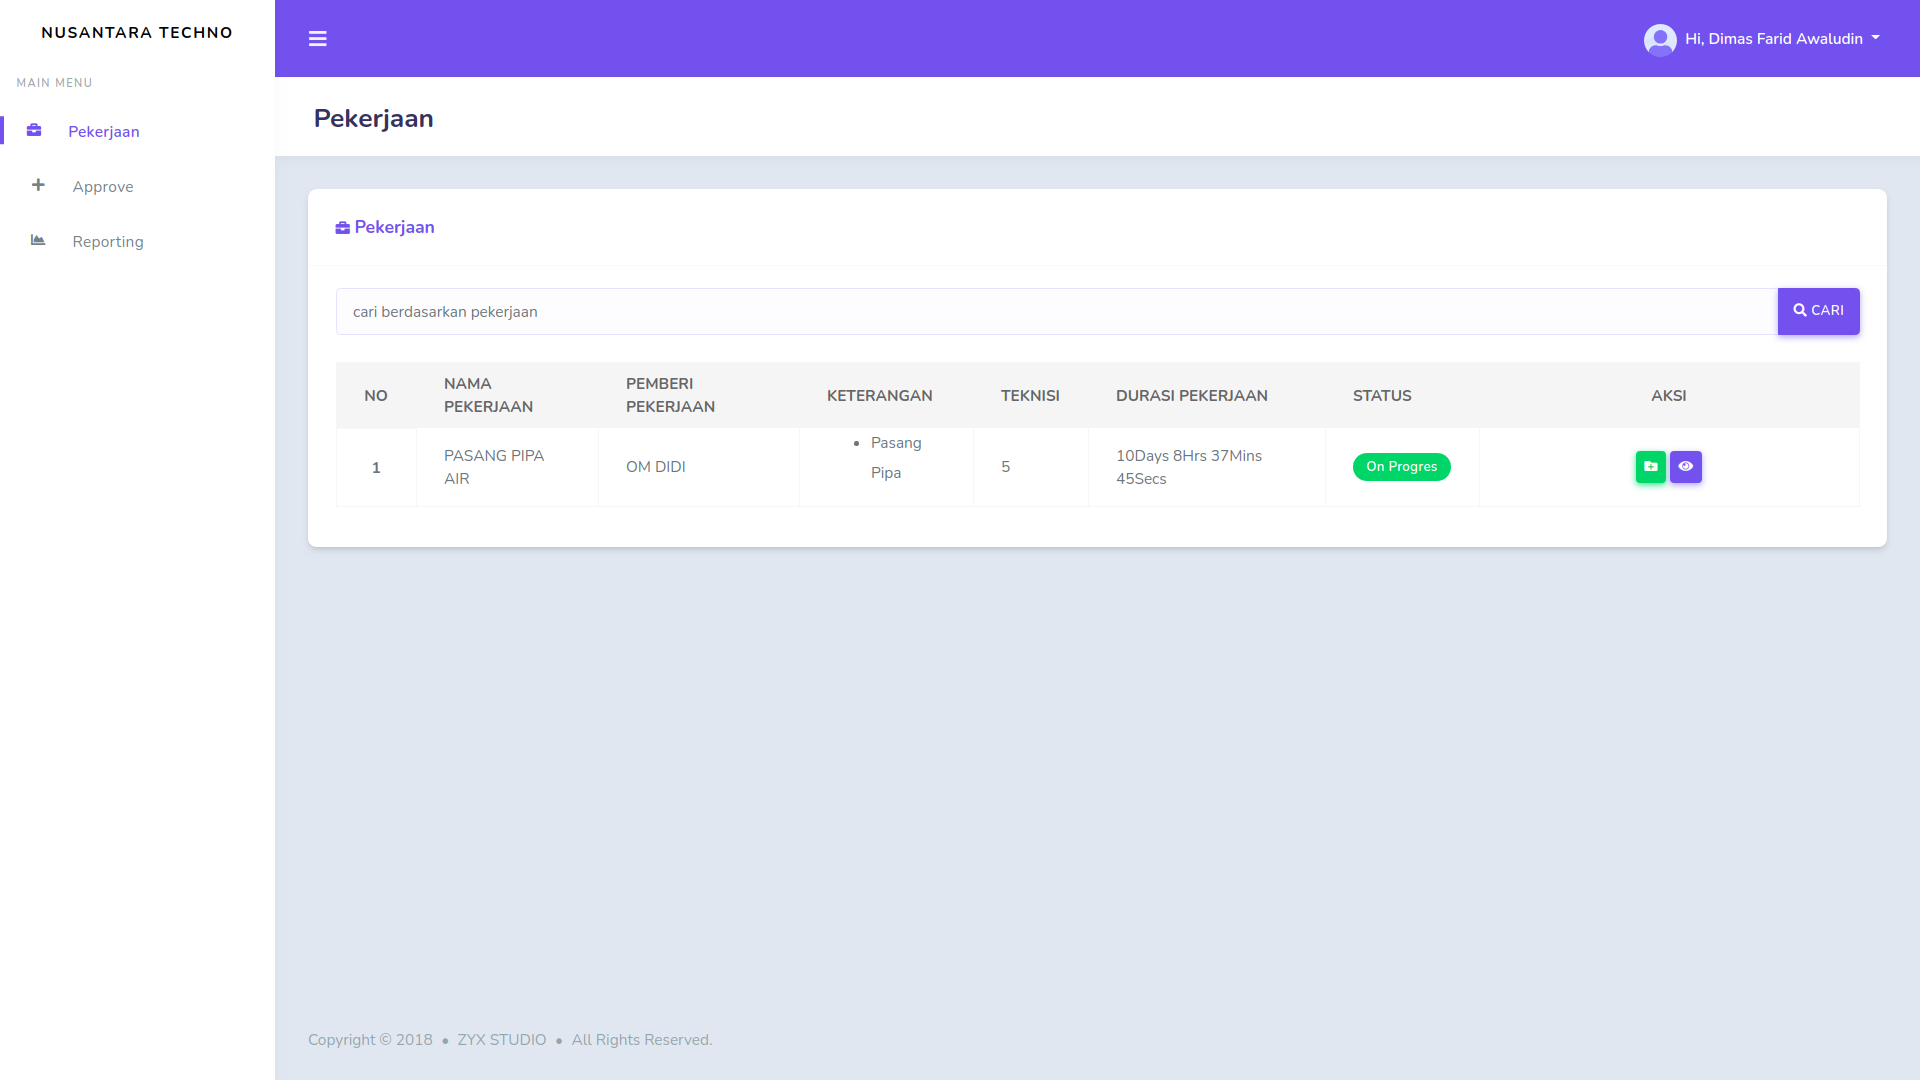 NUSANTARA TECHNO
Hi, Dimas Farid Awaludin
MAIN MENU
Pekerjaan
Approve
Reporting
Pekerjaan
Pekerjaan
cari berdasarkan pekerjaan
CARI
NO
NAMA
PEKERJAAN
PEMBERI
PEKERJAAN
KETERANGAN
TEKNISI
DURASI PEKERJAAN
STATUS
AKSI
1
PASANG PIPA
AIR
OM DIDI
• Pasang
Pipa
5
10Days 8Hrs 37Mins
45Secs
On Progres
Copyright © 2018 • ZYX STUDIO • All Rights Reserved.